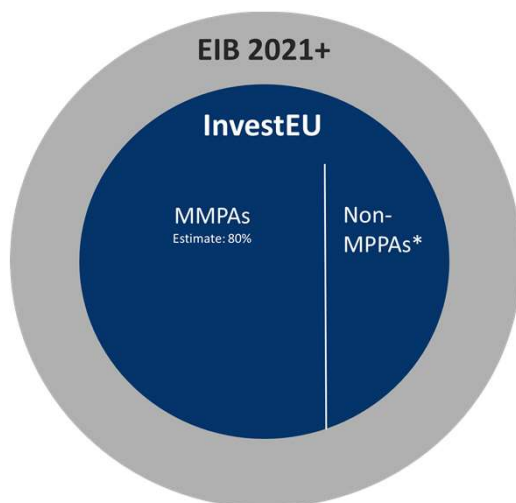 EIB 2021+
InvestEU
MMPAs
Estimate: 80%
Non-
MPPAs*